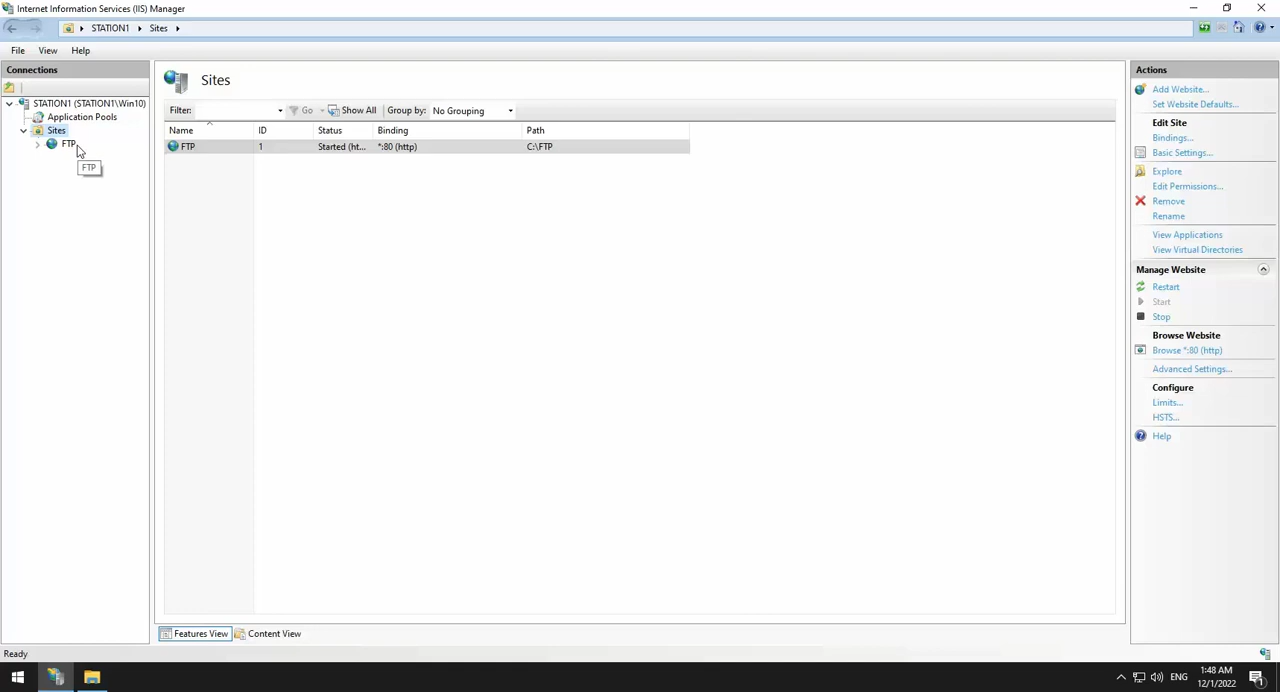 Internet Information Services (IIS) Manager
STATION1 Sites
File View Help
Connections
STATION1 (STATION1\Win10)
Application Pools
Sites
FTP
FTP
Sites
Filter: Go Show All Group by: No Grouping
Name ID Status Binding Path
FTP 1 Started (ht... *:80 (http) C:\FTP
Features View Content View
Actions
Add Website...
Set Website Defaults...
Edit Site
Bindings...
Basic Settings...
Explore
Edit Permissions...
Remove
Rename
View Applications
View Virtual Directories
Manage Website
Restart
Start
Stop
Browse Website
Browse *:80 (http)
Advanced Settings...
Configure
Limits...
HSTS...
Help
Ready
ENG
1:48 AM
12/1/2022
1